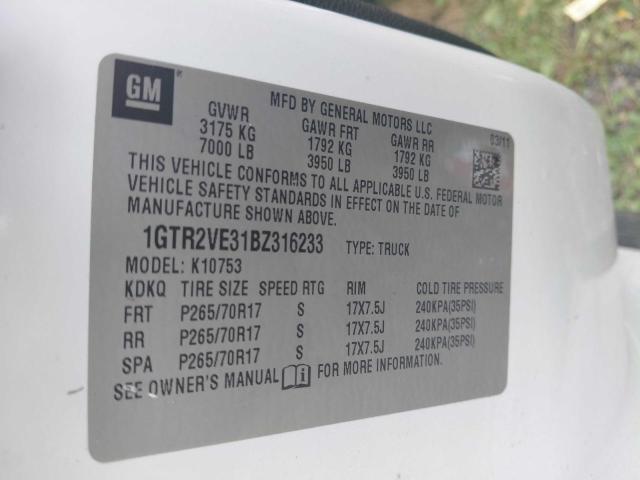 GM
MFD BY GENERAL MOTORS LLC
03/11
GVWR GAWR FRT GAWR RR
3175 KG 1792 KG 1792 KG
7000 LB 3950 LB 3950 LB
THIS VEHICLE CONFORMS TO ALL APPLICABLE U.S. FEDERAL MOTOR
VEHICLE SAFETY STANDARDS IN EFFECT ON THE DATE OF
MANUFACTURE SHOWN ABOVE.
1GTR2VE31BZ316233 TYPE: TRUCK
MODEL: K10753
KDKQ TIRE SIZE SPEED RTG RIM COLD TIRE PRESSURE
FRT P265/70R17 S 17X7.5J 240KPA(35PSI)
RR P265/70R17 S 17X7.5J 240KPA(35PSI)
SPA P265/70R17 S 17X7.5J 240KPA(35PSI)
SEE OWNER'S MANUAL FOR MORE INFORMATION.